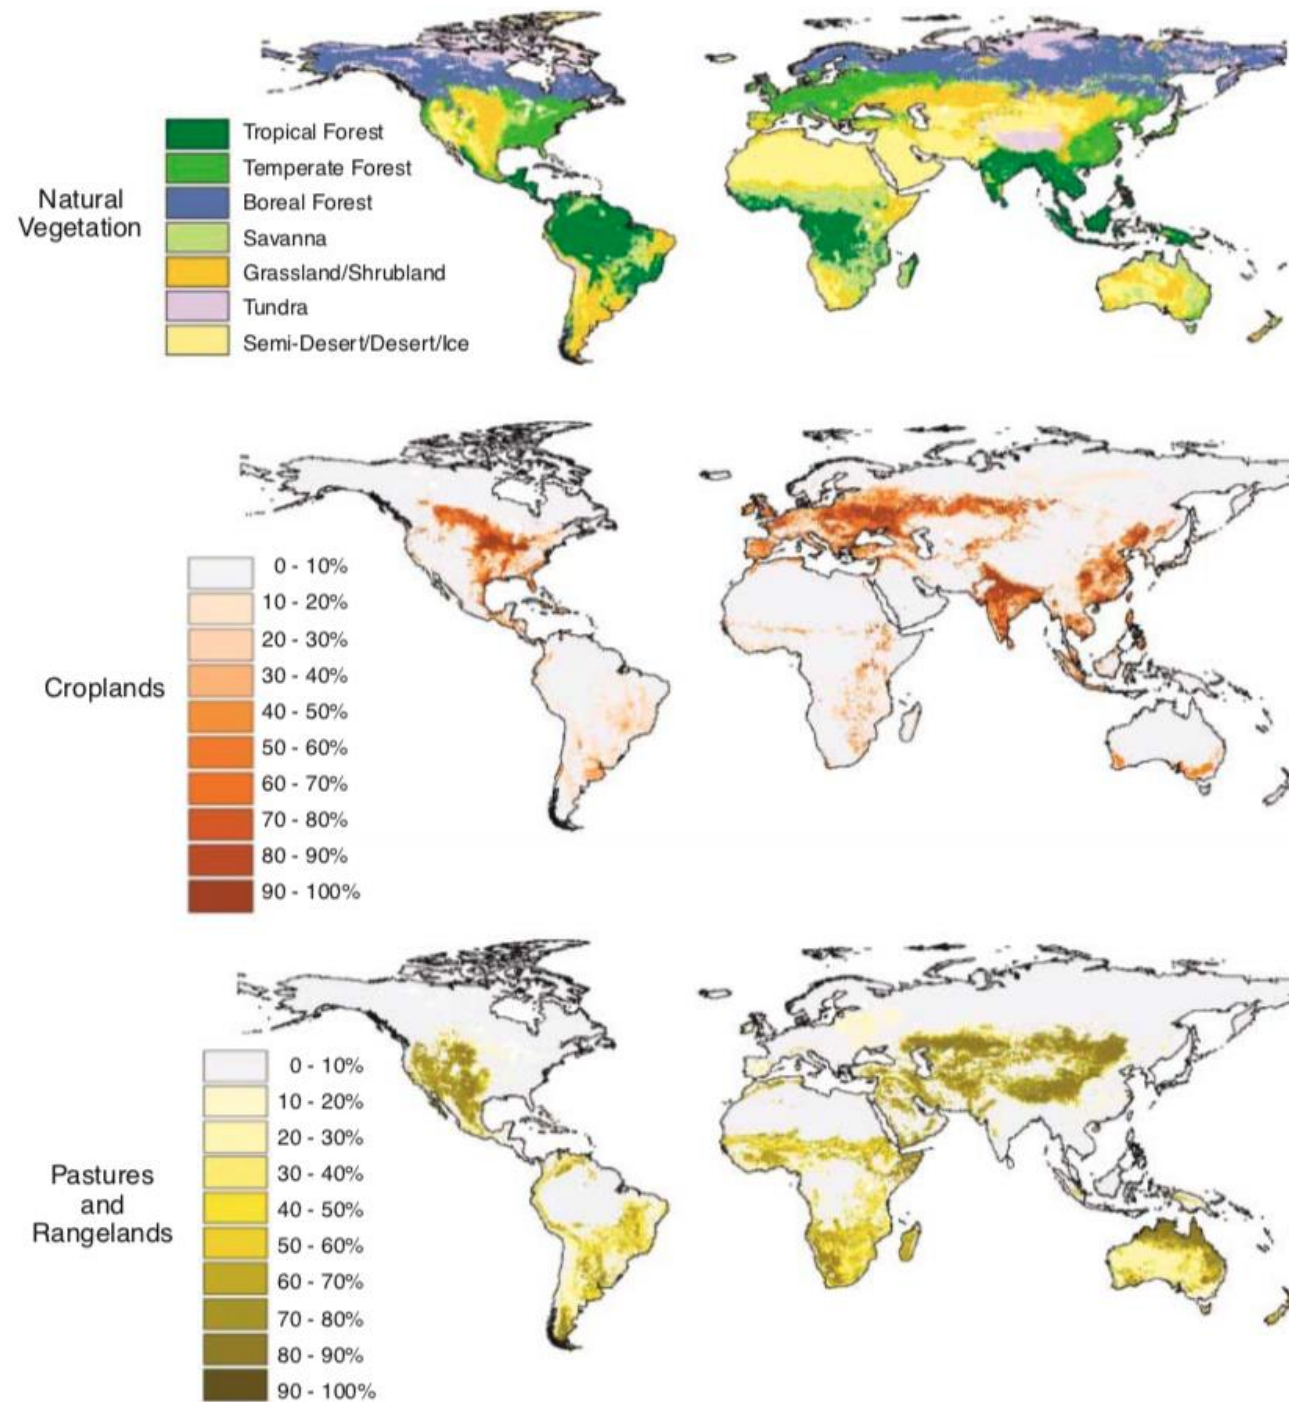 Natural
Vegetation
Tropical Forest
Temperate Forest
Boreal Forest
Savanna
Grassland/Shrubland
Tundra
Semi-Desert/Desert/Ice
Croplands
0 - 10%
10 - 20%
20 - 30%
30 - 40%
40 - 50%
50 - 60%
60 - 70%
70 - 80%
80 - 90%
90 - 100%
Pastures
and
Rangelands
0 - 10%
10 - 20%
20 - 30%
30 - 40%
40 - 50%
50 - 60%
60 - 70%
70 - 80%
80 - 90%
90 - 100%